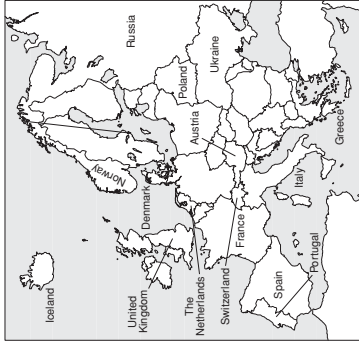 Iceland
Norway
Russia
United
Kingdom
Denmark
The
Netherlands
Poland
Ukraine
Austria
Switzerland
France
Italy
Spain
Portugal
Greece